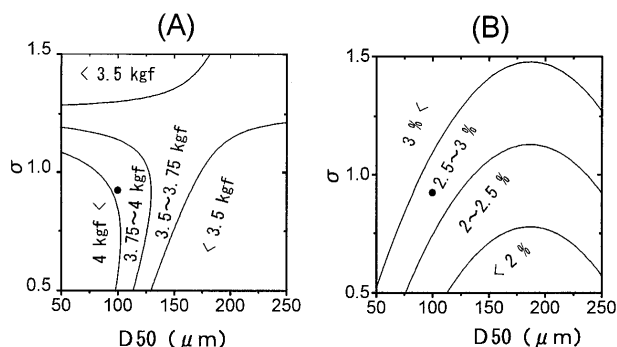 (A)
1.5
1.0
0.5
σ
< 3.5 kgf
4 kgf <
3.75~4 kgf
3.5~3.75 kgf
< 3.5 kgf
50
100
150
200
250
D50 (μm)
(B)
1.5
1.0
0.5
σ
3 % <
2.5~3 %
2~2.5 %
< 2 %
50
100
150
200
250
D50 (μm)